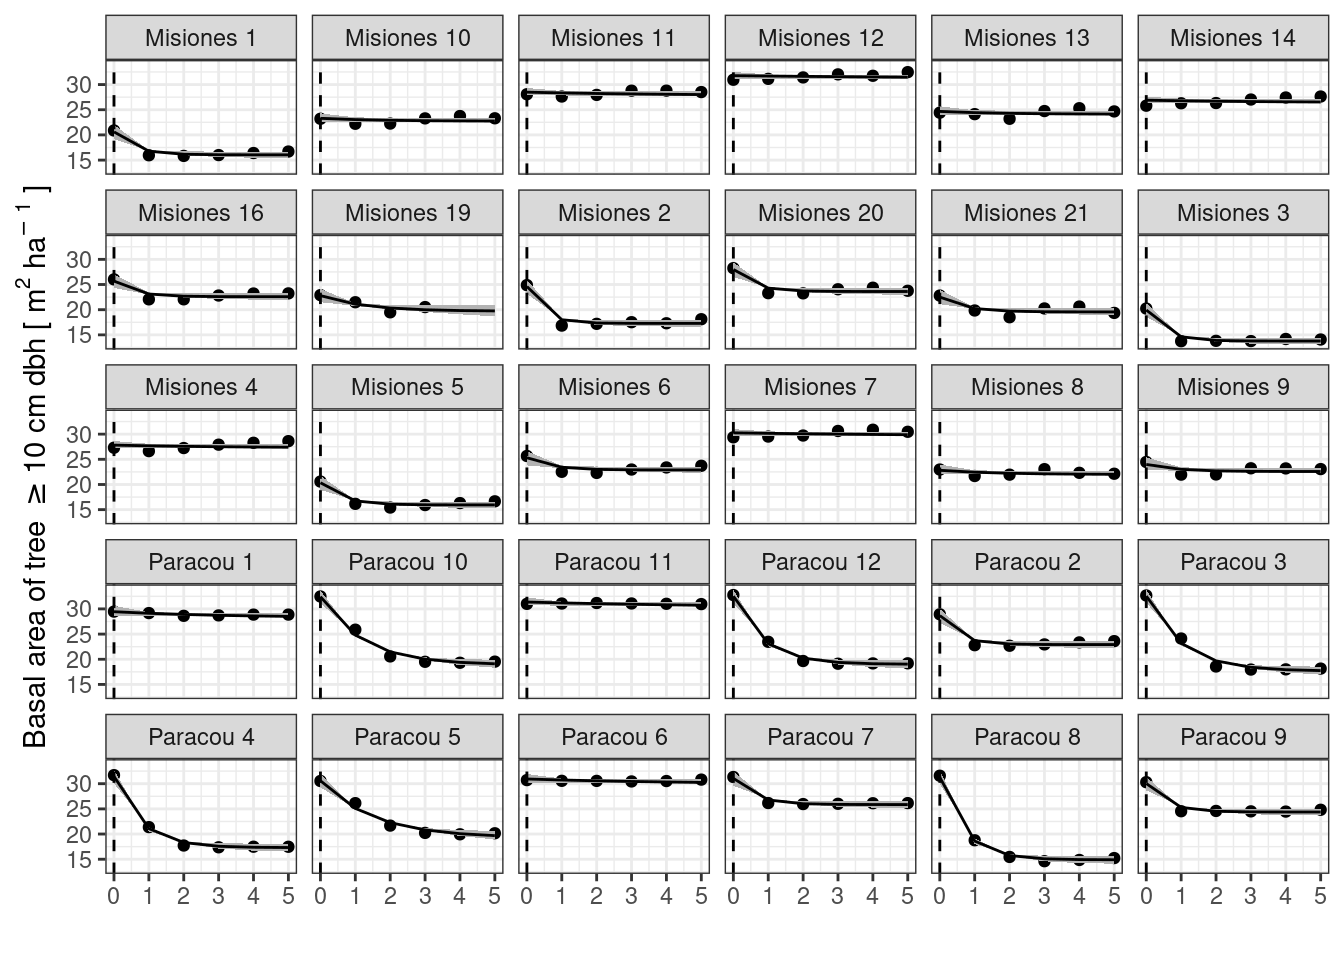 Misiones 1 Misiones 10 Misiones 11 Misiones 12 Misiones 13 Misiones 14
30
25
20
15
Misiones 16 Misiones 19 Misiones 2 Misiones 20 Misiones 21 Misiones 3
30
25
20
15
Misiones 4 Misiones 5 Misiones 6 Misiones 7 Misiones 8 Misiones 9
30
25
20
15
Paracou 1 Paracou 10 Paracou 11 Paracou 12 Paracou 2 Paracou 3
30
25
20
15
Paracou 4 Paracou 5 Paracou 6 Paracou 7 Paracou 8 Paracou 9
30
25
20
15
0 1 2 3 4 5 0 1 2 3 4 5 0 1 2 3 4 5 0 1 2 3 4 5 0 1 2 3 4 5 0 1 2 3 4 5
Basal area of tree ≥ 10 cm dbh [ m² ha⁻¹ ]